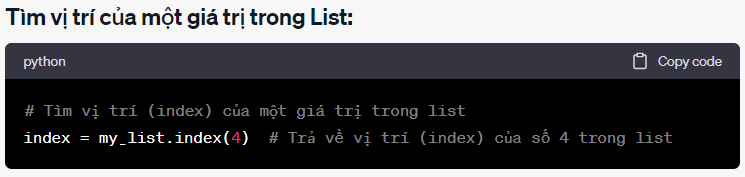 Tìm vị trí của một giá trị trong List:
python
Copy code
# Tìm vị trí (index) của một giá trị trong list
index = my_list.index(4)  # Trả về vị trí (index) của số 4 trong list